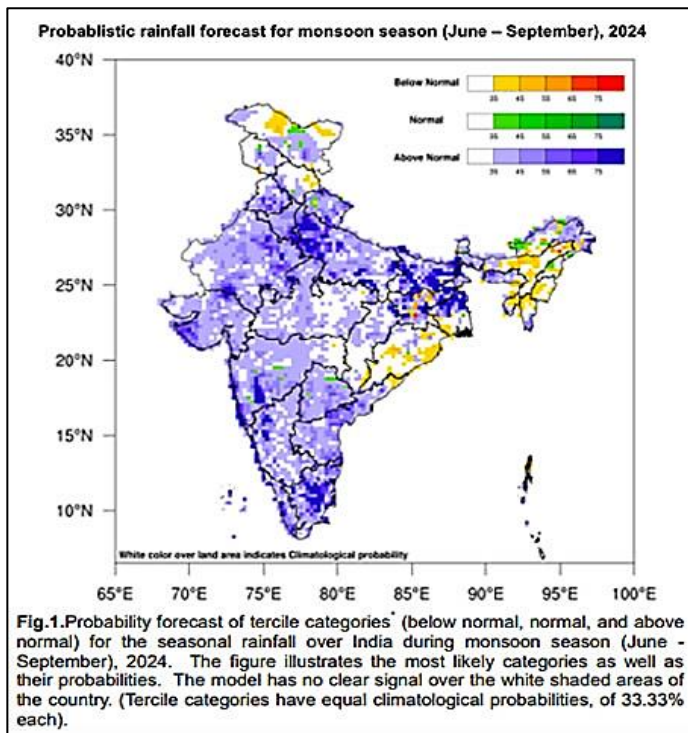 Probablistic rainfall forecast for monsoon season (June – September), 2024
40°N
35°N
30°N
25°N
20°N
15°N
10°N
Below Normal
35 45 55 65 75
Normal
35 45 55 65 75
Above Normal
35 45 55 65 75
White color over land area indicates Climatological probability
65°E 70°E 75°E 80°E 85°E 90°E 95°E 100°E
Fig.1.Probability forecast of tercile categories* (below normal, normal, and above
normal) for the seasonal rainfall over India during monsoon season (June -
September), 2024. The figure illustrates the most likely categories as well as
their probabilities. The model has no clear signal over the white shaded areas of
the country. (Tercile categories have equal climatological probabilities, of 33.33%
each).